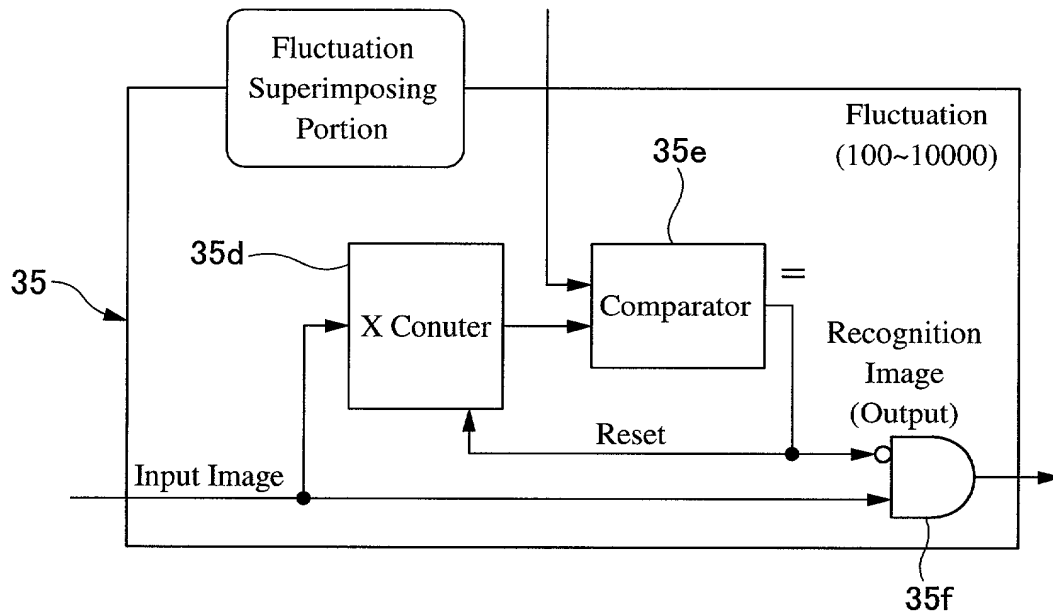 Fluctuation
Superimposing
Portion
Fluctuation
(100~10000)
35e
35d
35
X Conuter
Comparator
=
Recognition
Image
(Output)
Reset
Input Image
35f